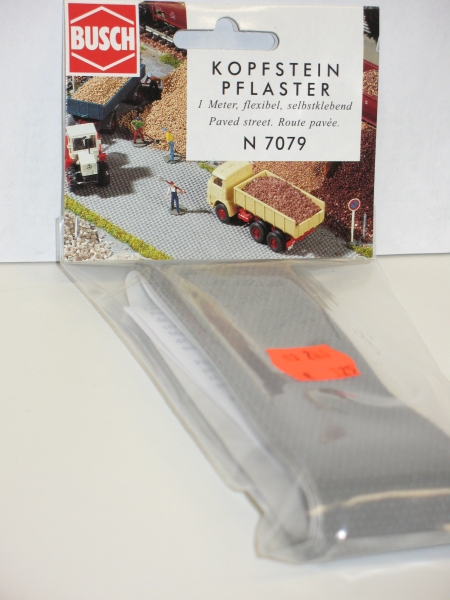 BUSCH
KOPFSTEIN
PFLASTER
1 Meter, flexibel, selbstklebend
Paved street. Route pavée.
N 7079